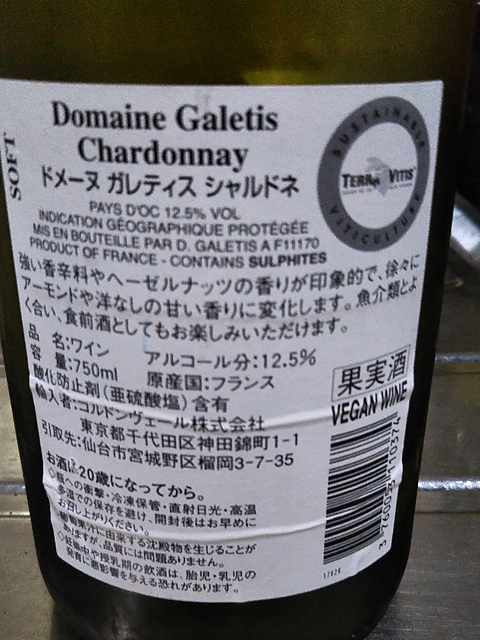 Domaine Galetis
Chardonnay
ドメーヌ ガレティス シャルドネ
SOFT
SUSTAINABLE
TERRA VITIS
VITICULTURE
PAYS D'OC 12.5% VOL
INDICATION GÉOGRAPHIQUE PROTÉGÉE
MIS EN BOUTEILLE PAR D. GALETIS A F11170
PRODUCT OF FRANCE - CONTAINS SULPHITES
強い香辛料やヘーゼルナッツの香りが印象的で、徐々に
アーモンドや洋なしの甘い香りに変化します。魚介類とよ
く合い、食前酒としてもお楽しみいただけます。
品 名:ワイン アルコール分:12.5%
容 量:750ml 原産国:フランス
酸化防止剤(亜硫酸塩)含有
輸入者:コルドンヴェール株式会社
東京都千代田区神田錦町1-1
引取先:仙台市宮城野区榴岡3-7-35
果実酒
VEGAN WINE
お酒は20歳になってから。
○瓶への衝撃・冷凍保管・直射日光・高温
多湿での保存を避け、開封後はお早めに
お召し上がりください。
○葡萄果汁に由来する沈殿物を生じることが
ありますが、品質には問題ありません。
○妊娠中や授乳期の飲酒は、胎児・乳児の
発育に悪影響を与える恐れがあります。